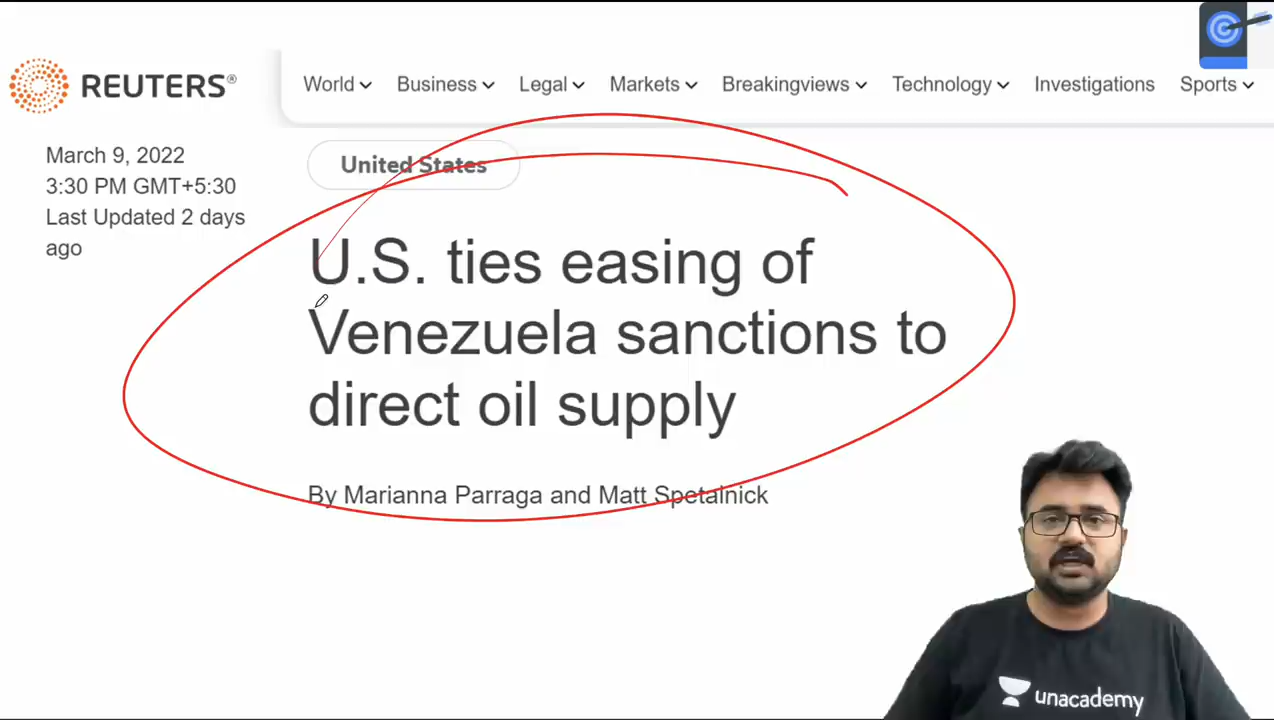 REUTERS®
World Business Legal Markets Breakingviews Technology Investigations Sports
March 9, 2022
3:30 PM GMT+5:30
Last Updated 2 days
ago
United States
U.S. ties easing of
Venezuela sanctions to
direct oil supply
By Marianna Parraga and Matt Spetalnick
unacademy